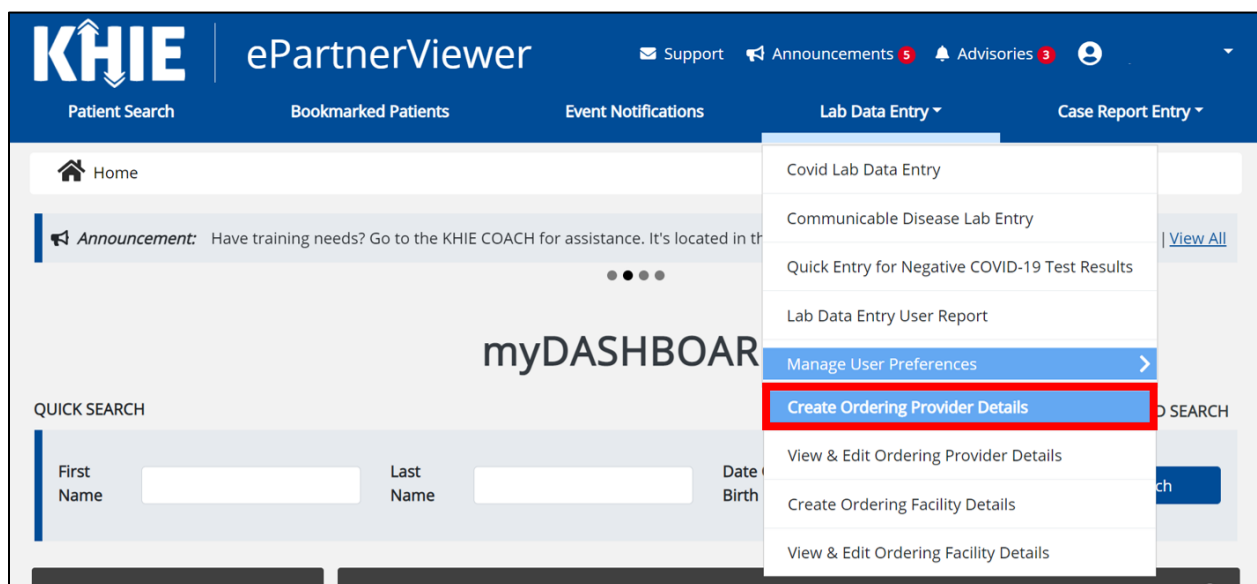 KHIE ePartnerViewer Support Announcements 5 Advisories 3
Patient Search Bookmarked Patients Event Notifications Lab Data Entry Case Report Entry
Home
Announcement: Have training needs? Go to the KHIE COACH for assistance. It's located in th | View All
myDASHBOAR
QUICK SEARCH D SEARCH
First Name
Last Name
Date
Birth
ch
Covid Lab Data Entry
Communicable Disease Lab Entry
Quick Entry for Negative COVID-19 Test Results
Lab Data Entry User Report
Manage User Preferences
Create Ordering Provider Details
View & Edit Ordering Provider Details
Create Ordering Facility Details
View & Edit Ordering Facility Details